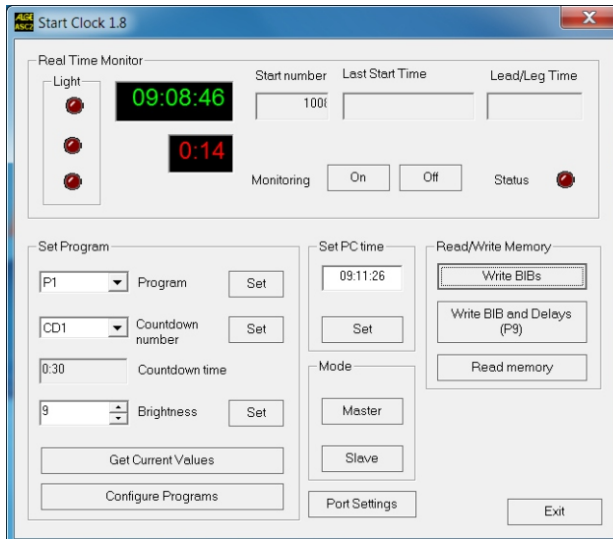 ALGE
ASC2
Start Clock 1.8
Real Time Monitor
Light
09:08:46
0:14
Start number
Last Start Time
Lead/Leg Time
1008
Monitoring
On
Off
Status
Set Program
P1
Program
Set
CD1
Countdown
number
Set
0:30
Countdown time
9
Brightness
Set
Get Current Values
Configure Programs
Set PC time
09:11:26
Set
Mode
Master
Slave
Port Settings
Read/Write Memory
Write BIBs
Write BIB and Delays
(P9)
Read memory
Exit